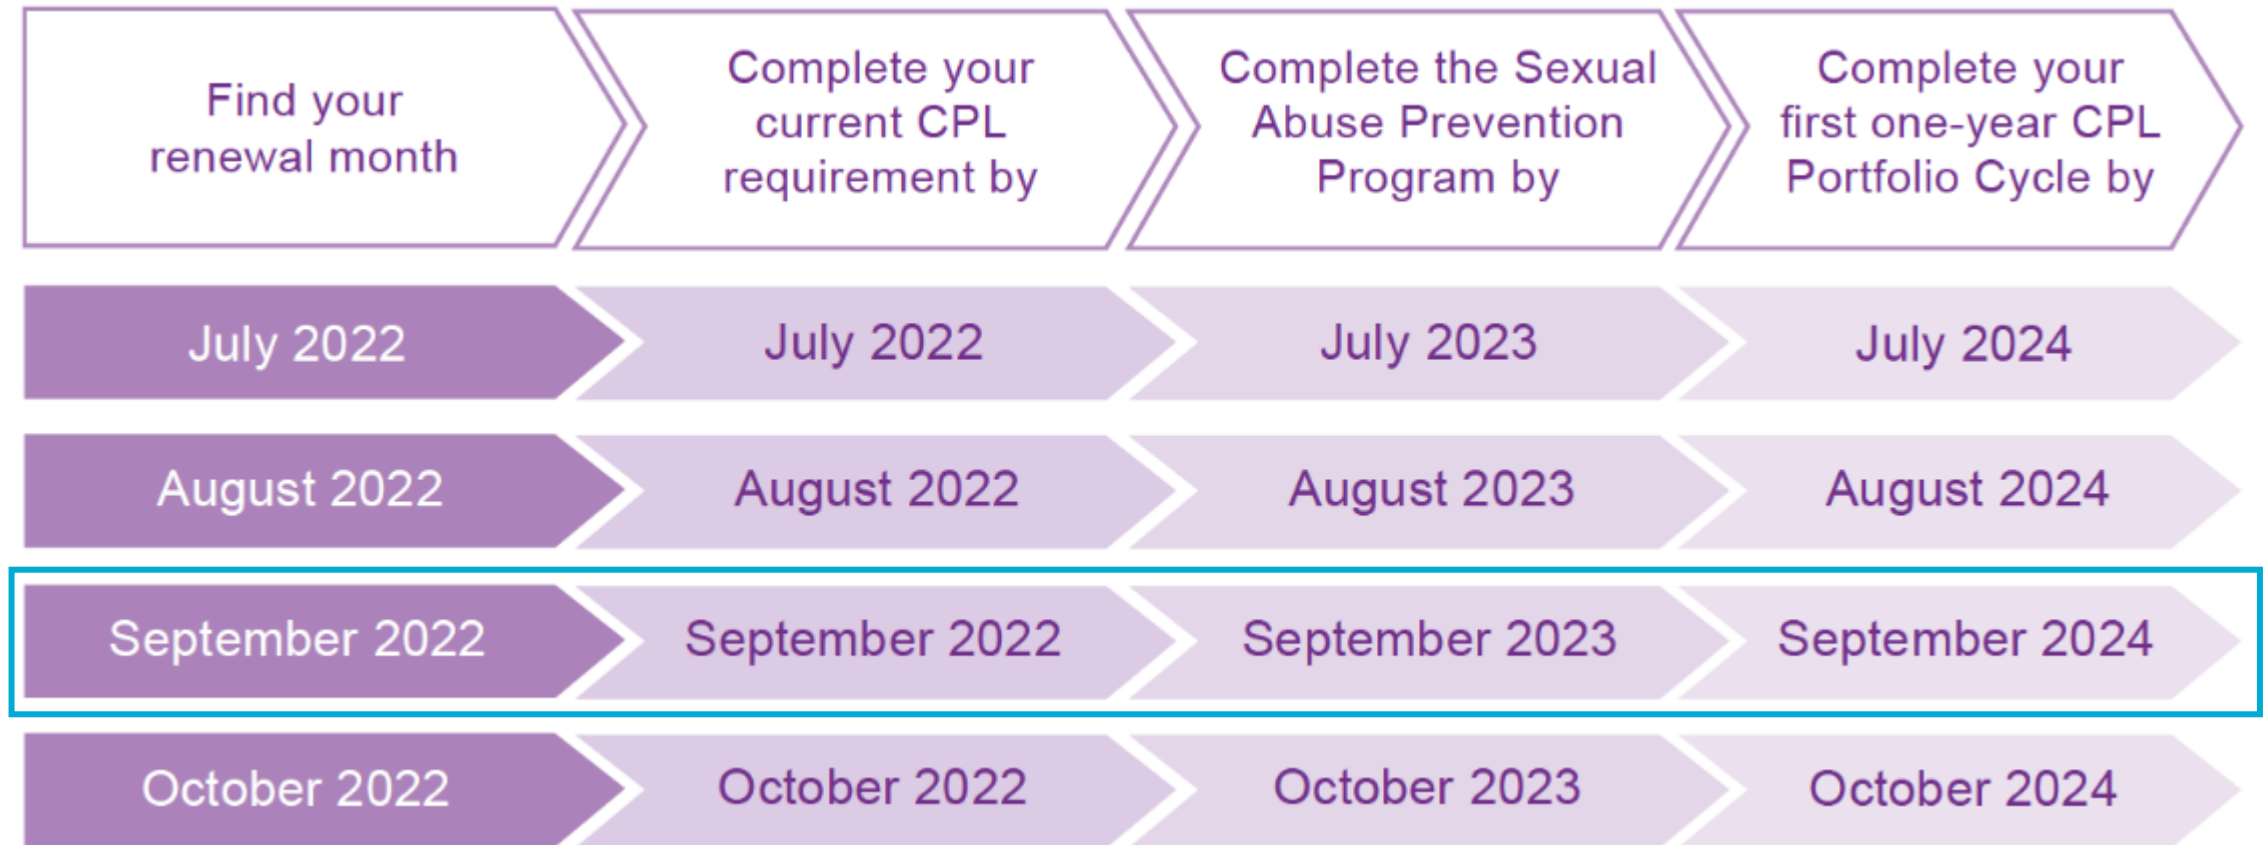 Find your
renewal month
Complete your
current CPL
requirement by
Complete the Sexual
Abuse Prevention
Program by
Complete your
first one-year CPL
Portfolio Cycle by
July 2022
July 2022
July 2023
July 2024
August 2022
August 2022
August 2023
August 2024
September 2022
September 2022
September 2023
September 2024
October 2022
October 2022
October 2023
October 2024